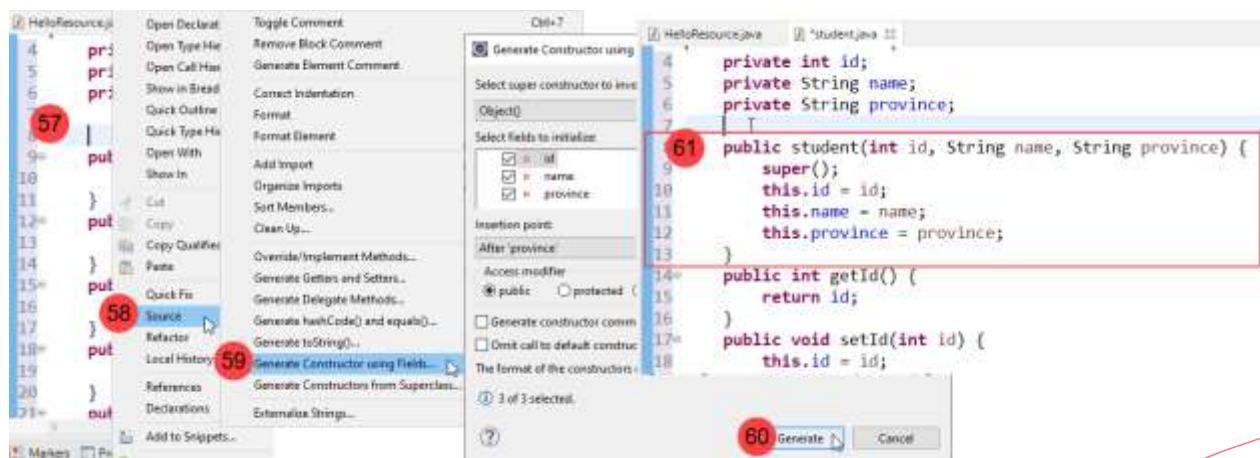 HelloResource.j
4 pri
5 pri
6 pri
57
8
9 put
10
11 }
12 put
13
14 }
15 put
16
17 }
18 put
19
20 }
21 put
Markers
Open Declarat
Open Type Hie
Open Call Hier
Show in Bread
Quick Outline
Quick Type Hie
Open With
Show In
Cut
Copy
Copy Qualified
Paste
Quick Fix
58 Source
Refactor
Local History
References
Declarations
Add to Snippets...
Toggle Comment Ctrl+7
Remove Block Comment
Generate Element Comment
Correct Indentation
Format
Format Element
Add Import
Organize Imports
Sort Members...
Clean Up...
Override/Implement Methods...
Generate Getters and Setters...
Generate Delegate Methods...
Generate hashCode() and equals()...
Generate toString()...
59 Generate Constructor using Fields...
Generate Constructors from Superclass...
Externalize Strings...
Generate Constructor using
Select super constructor to inve
Object()
Select fields to initialize:
id
name
province
Insertion point:
After 'province'
Access modifier
public protected
Generate constructor comm
Omit call to default construc
The format of the constructors
3 of 3 selected.
60 Generate Cancel
HelloResource.java *student.java
4 private int id;
5 private String name;
6 private String province;
7
61 public student(int id, String name, String province) {
9 super();
10 this.id = id;
11 this.name = name;
12 this.province = province;
13 }
14 public int getId() {
15 return id;
16 }
17 public void setId(int id) {
18 this.id = id;